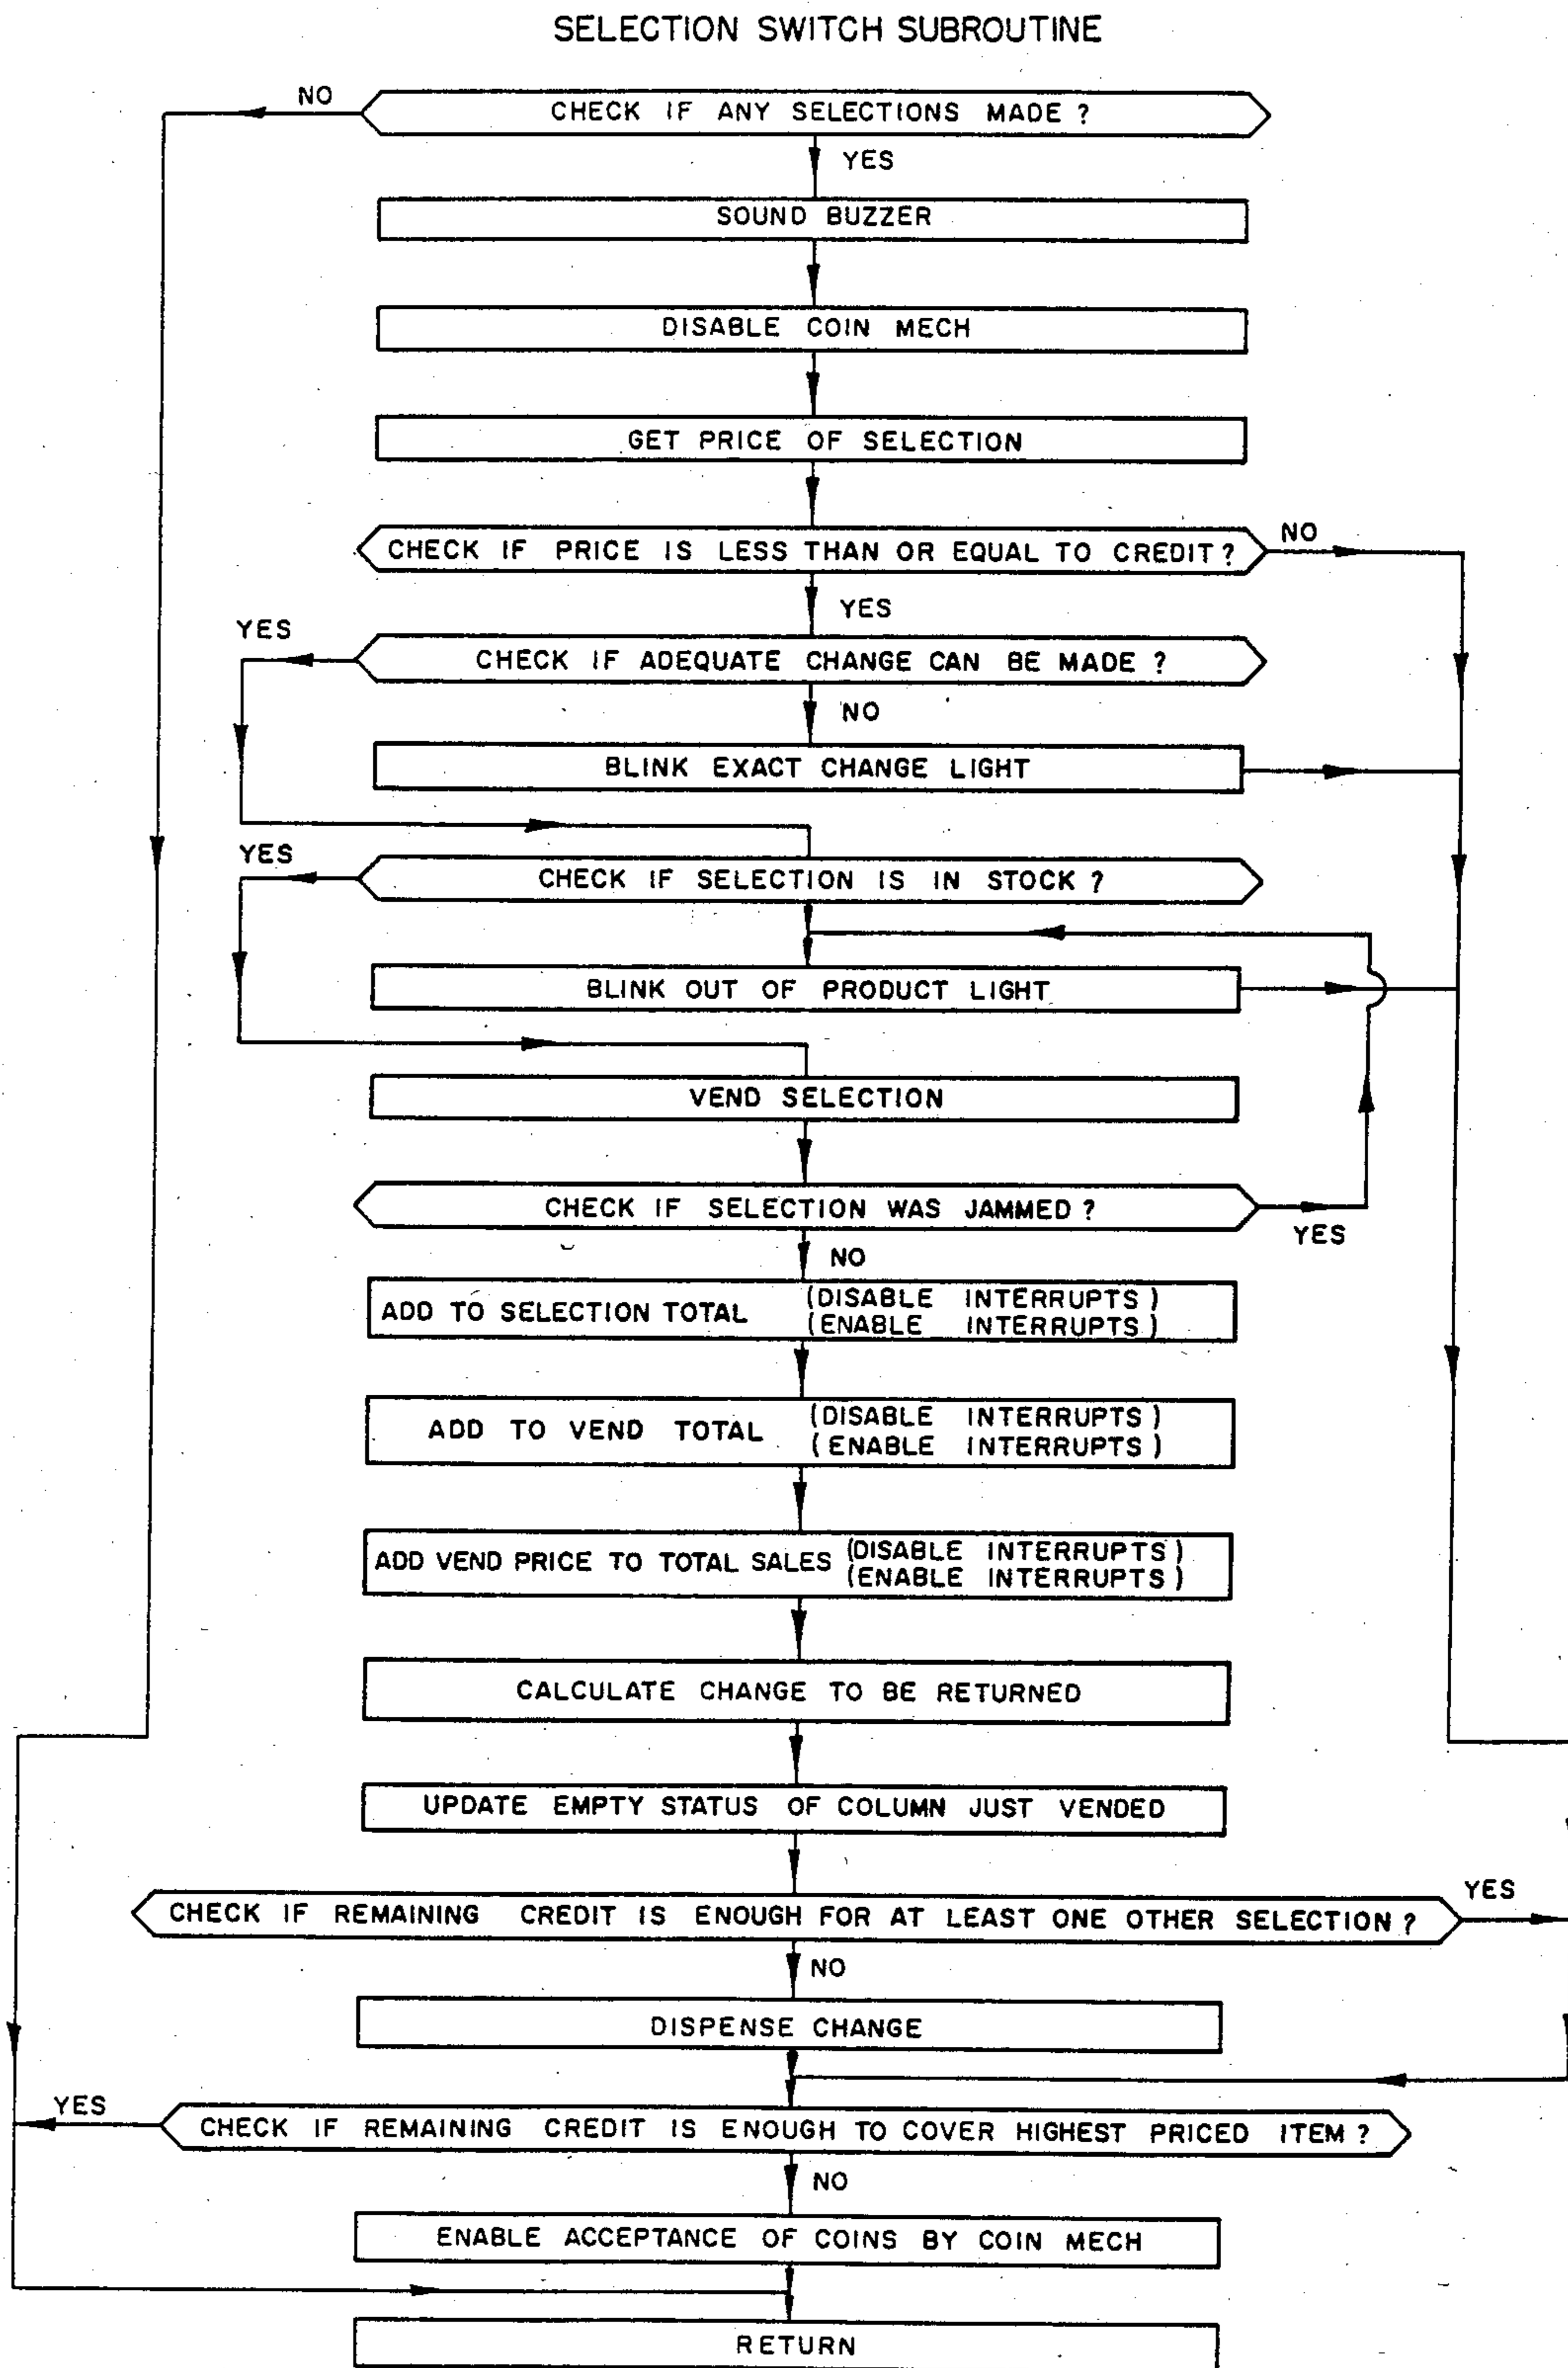 SELECTION SWITCH SUBROUTINE
NO
CHECK IF ANY SELECTIONS MADE ?
YES
SOUND BUZZER
DISABLE COIN MECH
GET PRICE OF SELECTION
CHECK IF PRICE IS LESS THAN OR EQUAL TO CREDIT ?
NO
YES
YES
CHECK IF ADEQUATE CHANGE CAN BE MADE ?
NO
BLINK EXACT CHANGE LIGHT
YES
CHECK IF SELECTION IS IN STOCK ?
BLINK OUT OF PRODUCT LIGHT
VEND SELECTION
CHECK IF SELECTION WAS JAMMED ?
YES
NO
ADD TO SELECTION TOTAL (DISABLE INTERRUPTS)
(ENABLE INTERRUPTS)
ADD TO VEND TOTAL (DISABLE INTERRUPTS)
(ENABLE INTERRUPTS)
ADD VEND PRICE TO TOTAL SALES (DISABLE INTERRUPTS)
(ENABLE INTERRUPTS)
CALCULATE CHANGE TO BE RETURNED
UPDATE EMPTY STATUS OF COLUMN JUST VENDED
YES
CHECK IF REMAINING CREDIT IS ENOUGH FOR AT LEAST ONE OTHER SELECTION ?
NO
DISPENSE CHANGE
YES
CHECK IF REMAINING CREDIT IS ENOUGH TO COVER HIGHEST PRICED ITEM ?
NO
ENABLE ACCEPTANCE OF COINS BY COIN MECH
RETURN